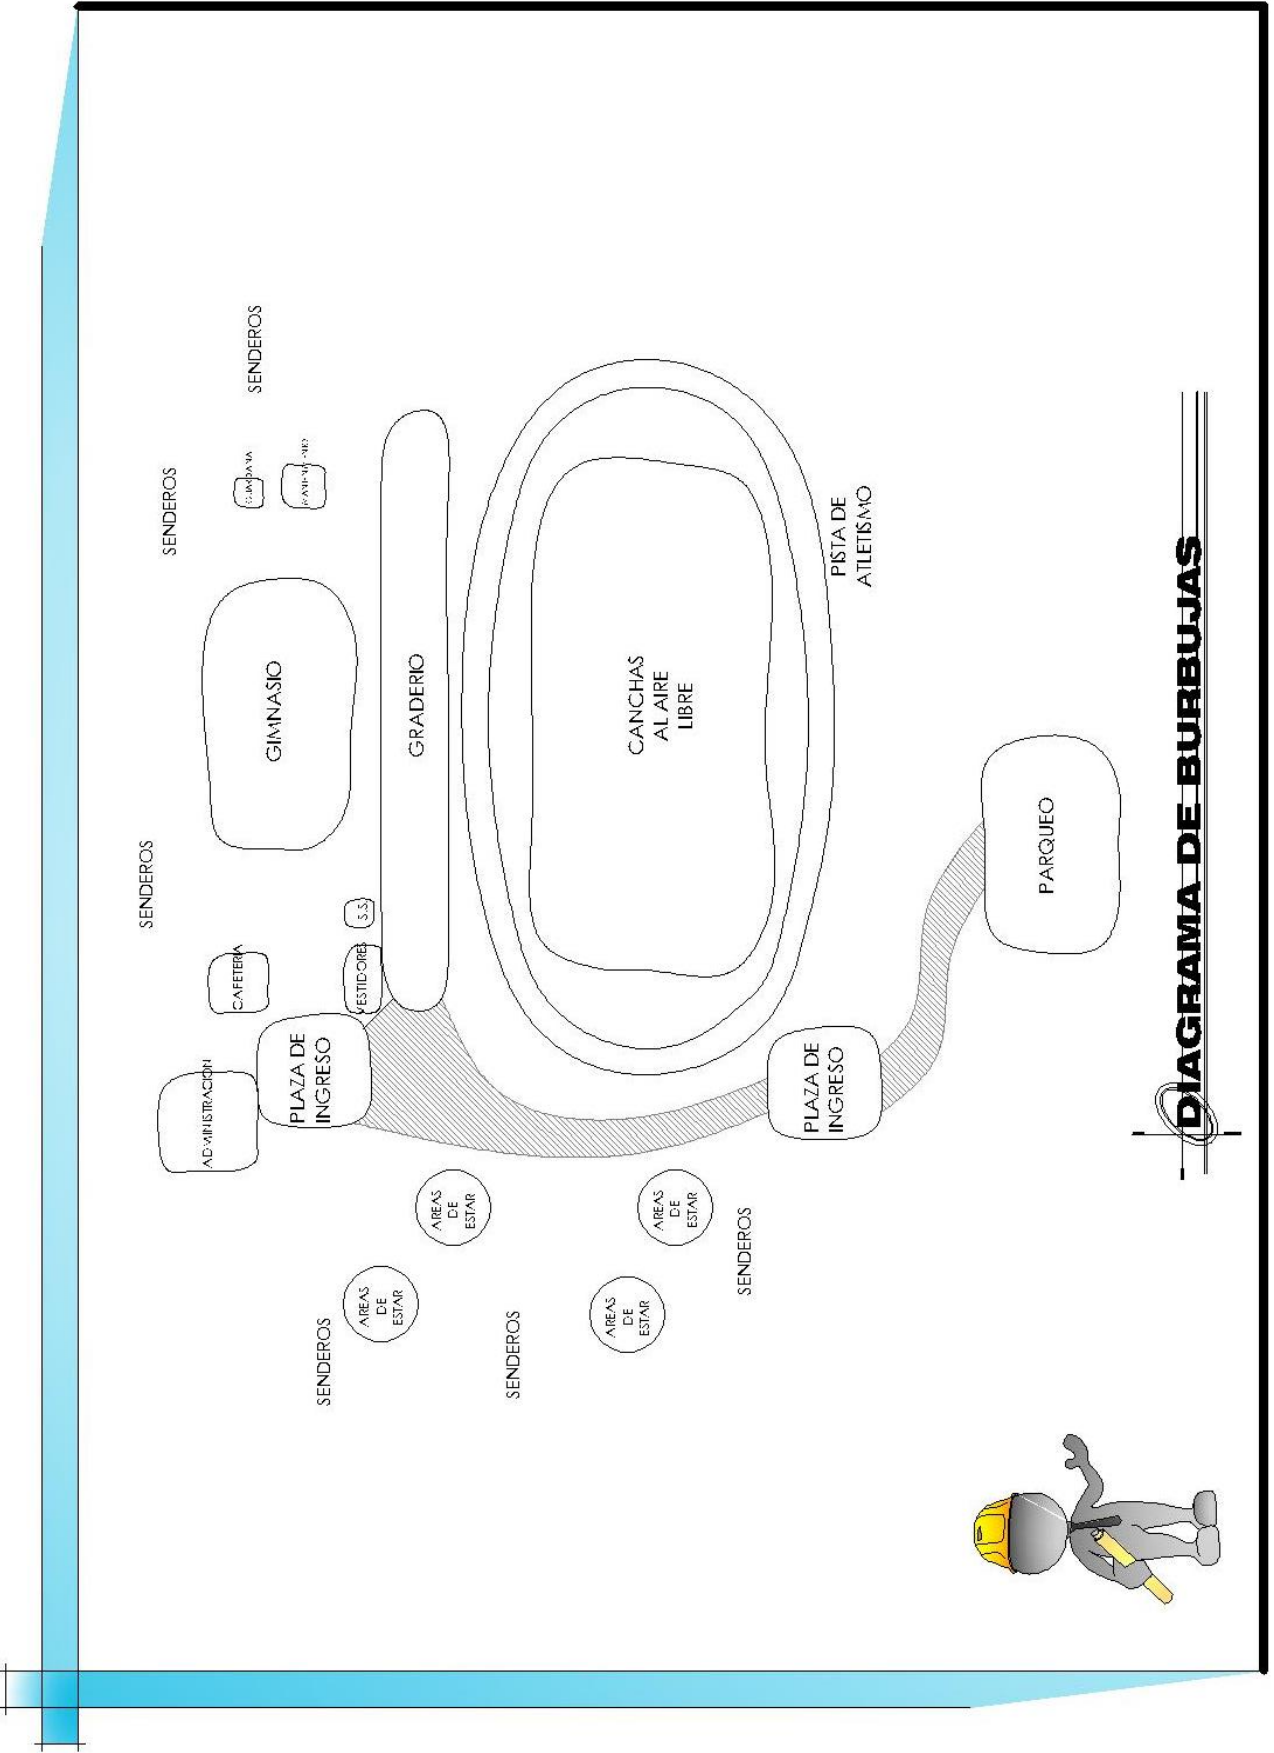 SENDEROS
SENDEROS
ADMINISTRACION
CAFETERIA
SENDEROS
GIMNASIO
PLAZA DE
INGRESO
SENDEROS
VESTIDORES
S.S.
AREAS
DE
ESTAR
GRADERIO
AREAS
DE
ESTAR
SENDEROS
AREAS
DE
ESTAR
CANCHAS
AL AIRE
LIBRE
AREAS
DE
ESTAR
SENDEROS
PLAZA DE
INGRESO
PISTA DE
ATLETISMO
PARQUEO
DIAGRAMA DE BURBUJAS